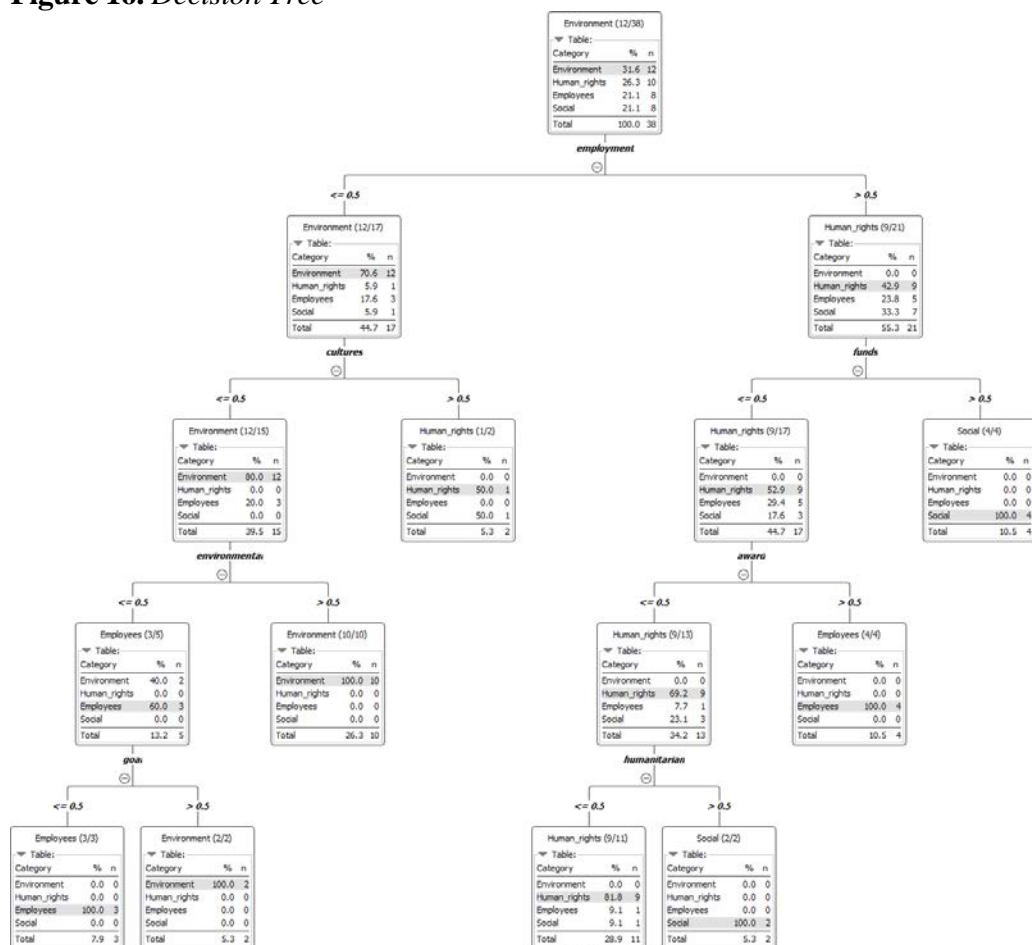 Figure 16. Decision Tree
Environment (12/38)
Table:
Category % n
Environment 31.6 12
Human_rights 26.3 10
Employees 21.1 8
Social 21.1 8
Total 100.0 38
employment
<= 0.5
> 0.5
Environment (12/17)
Table:
Category % n
Environment 70.6 12
Human_rights 5.9 1
Employees 17.6 3
Social 5.9 1
Total 44.7 17
cultures
Human_rights (9/21)
Table:
Category % n
Environment 0.0 0
Human_rights 42.9 9
Employees 23.8 5
Social 33.3 7
Total 55.3 21
funds
<= 0.5
> 0.5
<= 0.5
> 0.5
Environment (12/15)
Table:
Category % n
Environment 80.0 12
Human_rights 0.0 0
Employees 20.0 3
Social 0.0 0
Total 39.5 15
environmental
Human_rights (1/2)
Table:
Category % n
Environment 0.0 0
Human_rights 50.0 1
Employees 0.0 0
Social 50.0 1
Total 5.3 2
Human_rights (9/17)
Table:
Category % n
Environment 0.0 0
Human_rights 52.9 9
Employees 29.4 5
Social 17.6 3
Total 44.7 17
award
Social (4/4)
Table:
Category % n
Environment 0.0 0
Human_rights 0.0 0
Employees 0.0 0
Social 100.0 4
Total 10.5 4
<= 0.5
> 0.5
<= 0.5
> 0.5
Employees (3/5)
Table:
Category % n
Environment 40.0 2
Human_rights 0.0 0
Employees 60.0 3
Social 0.0 0
Total 13.2 5
goal
Environment (10/10)
Table:
Category % n
Environment 100.0 10
Human_rights 0.0 0
Employees 0.0 0
Social 0.0 0
Total 26.3 10
Human_rights (9/13)
Table:
Category % n
Environment 0.0 0
Human_rights 69.2 9
Employees 7.7 1
Social 23.1 3
Total 34.2 13
humanitarian
Employees (4/4)
Table:
Category % n
Environment 0.0 0
Human_rights 0.0 0
Employees 100.0 4
Social 0.0 0
Total 10.5 4
<= 0.5
> 0.5
<= 0.5
> 0.5
Employees (3/3)
Table:
Category % n
Environment 0.0 0
Human_rights 0.0 0
Employees 100.0 3
Social 0.0 0
Total 7.9 3
Environment (2/2)
Table:
Category % n
Environment 100.0 2
Human_rights 0.0 0
Employees 0.0 0
Social 0.0 0
Total 5.3 2
Human_rights (9/11)
Table:
Category % n
Environment 0.0 0
Human_rights 81.8 9
Employees 9.1 1
Social 9.1 1
Total 28.9 11
Social (2/2)
Table:
Category % n
Environment 0.0 0
Human_rights 0.0 0
Employees 0.0 0
Social 100.0 2
Total 5.3 2